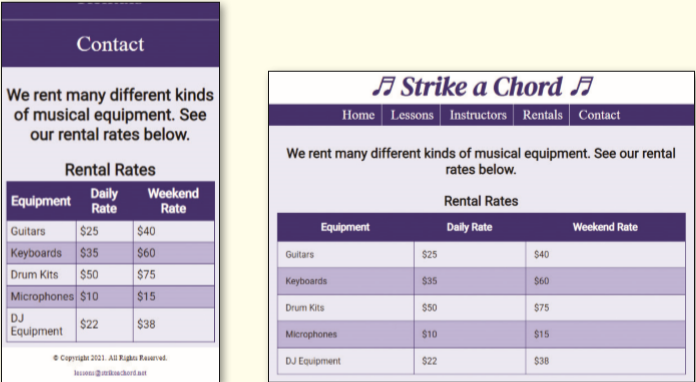 Contact
We rent many different kinds
of musical equipment. See
our rental rates below.
Rental Rates
Equipment Daily Rate Weekend Rate
Guitars $25 $40
Keyboards $35 $60
Drum Kits $50 $75
Microphones $10 $15
DJ Equipment $22 $38
© Copyright 2021. All Rights Reserved.
lessons@strikeachord.net
♫ Strike a Chord ♫
Home Lessons Instructors Rentals Contact
We rent many different kinds of musical equipment. See our rental
rates below.
Rental Rates
Equipment Daily Rate Weekend Rate
Guitars $25 $40
Keyboards $35 $60
Drum Kits $50 $75
Microphones $10 $15
DJ Equipment $22 $38